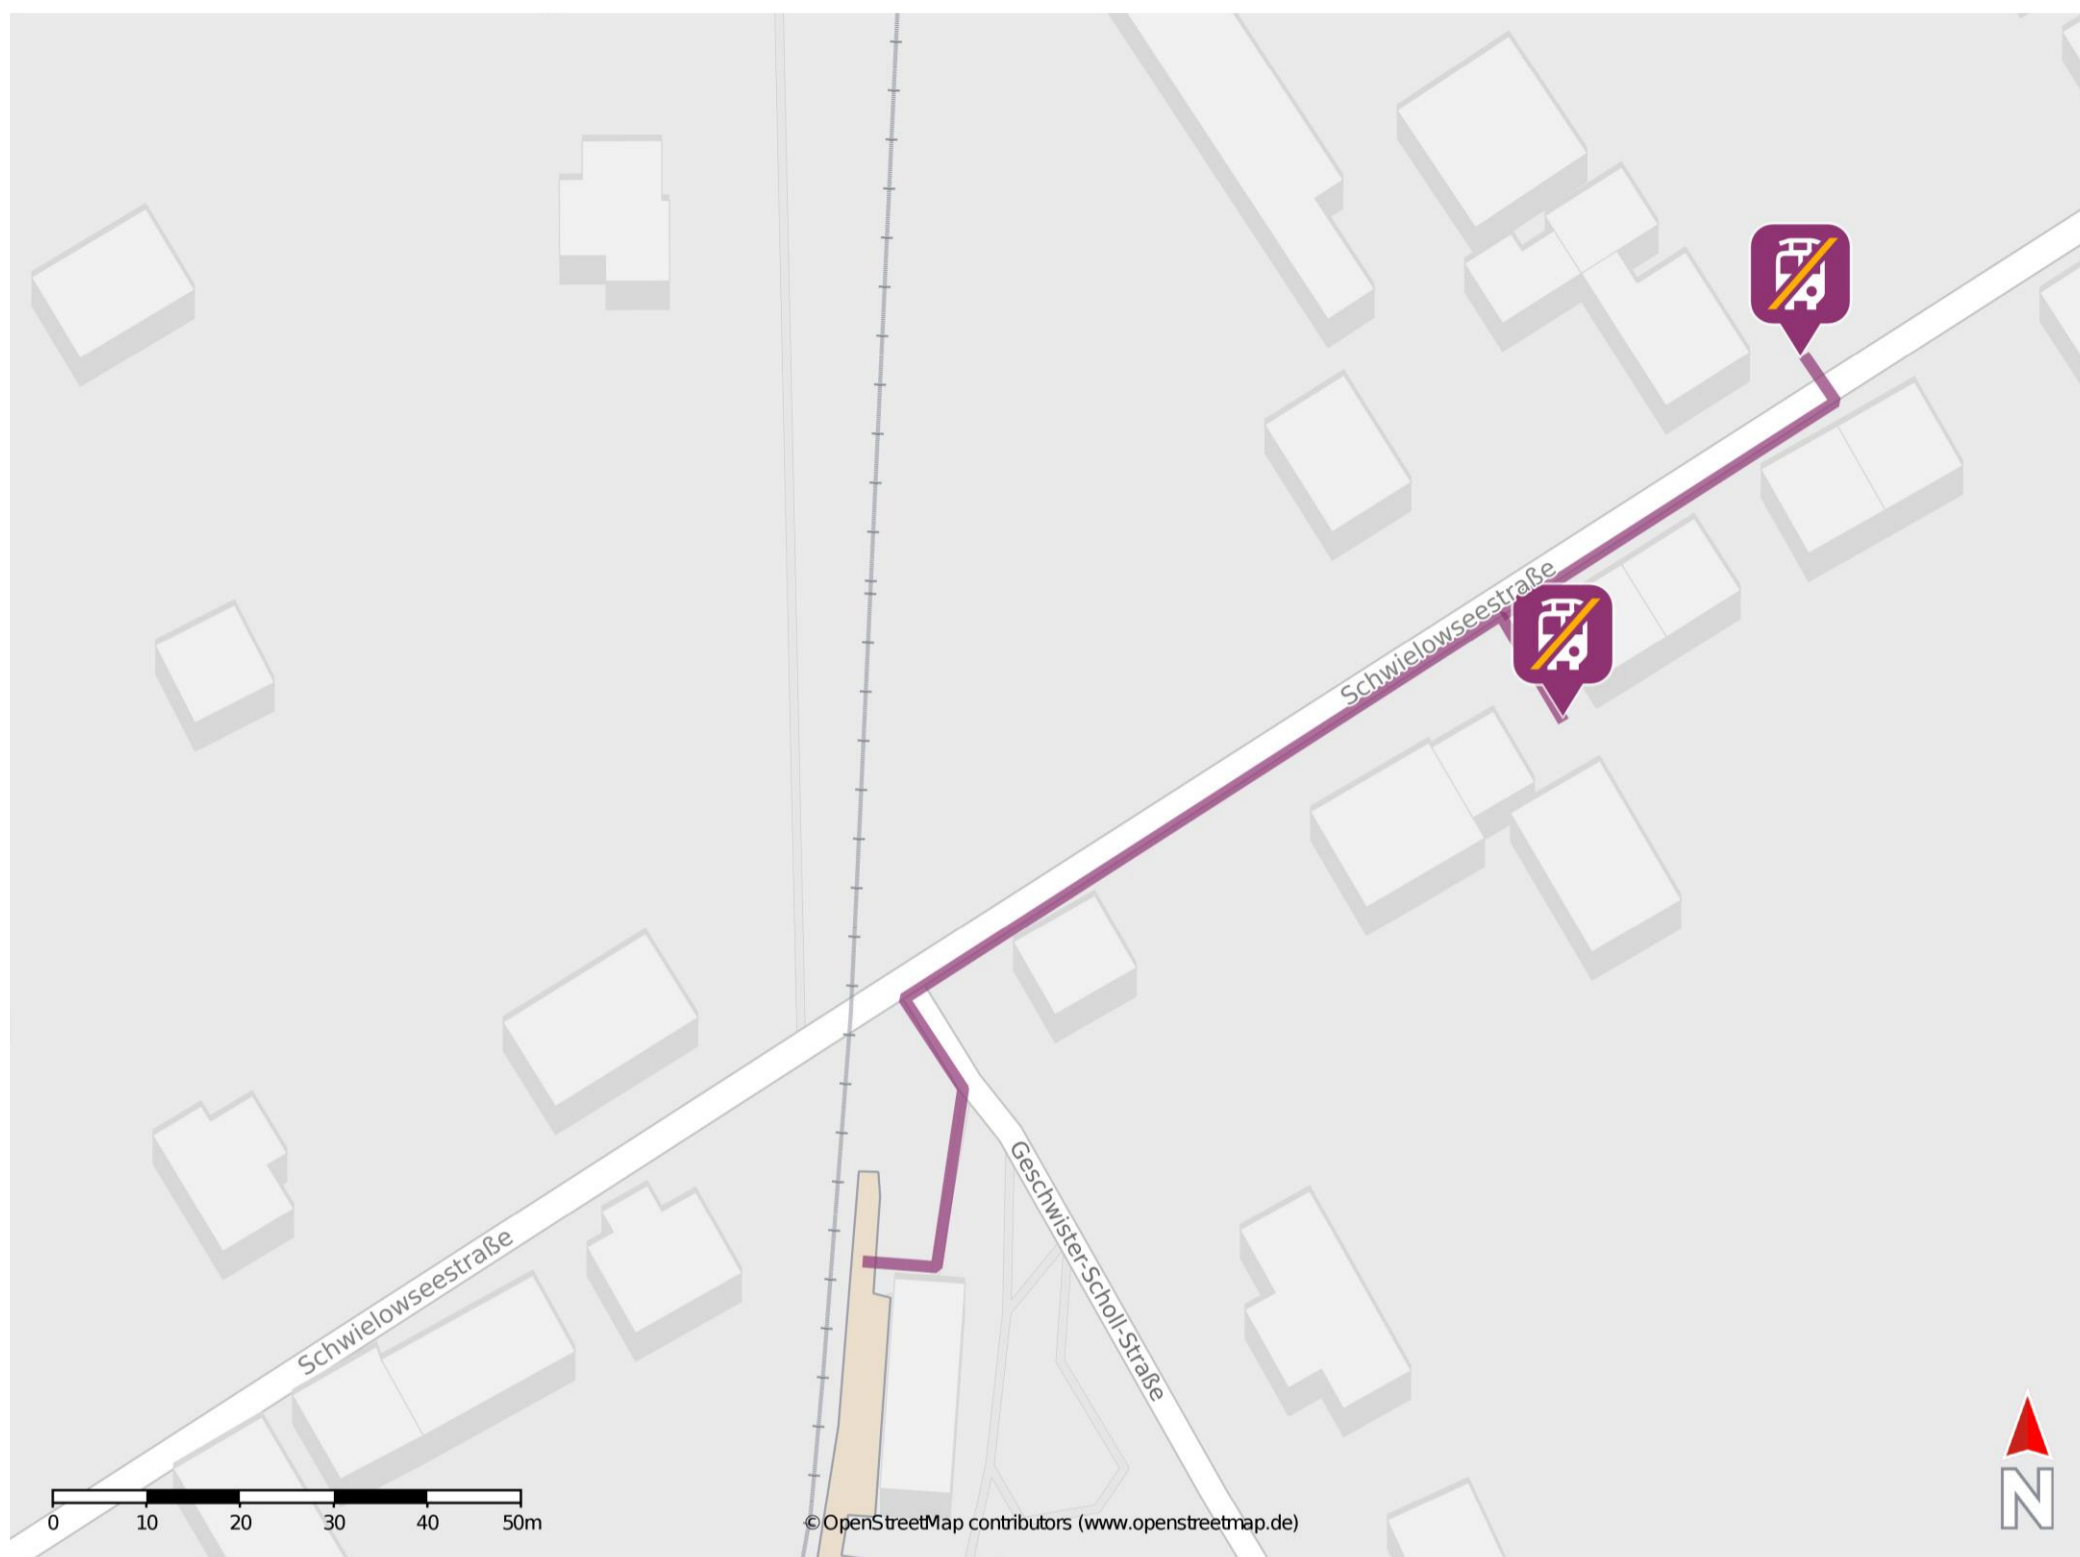 Schwielowseestraße
Geschwister-Scholl-Straße
Schwielowseestraße
N
0 10 20 30 40 50m
© OpenStreetMap contributors (www.openstreetmap.de)